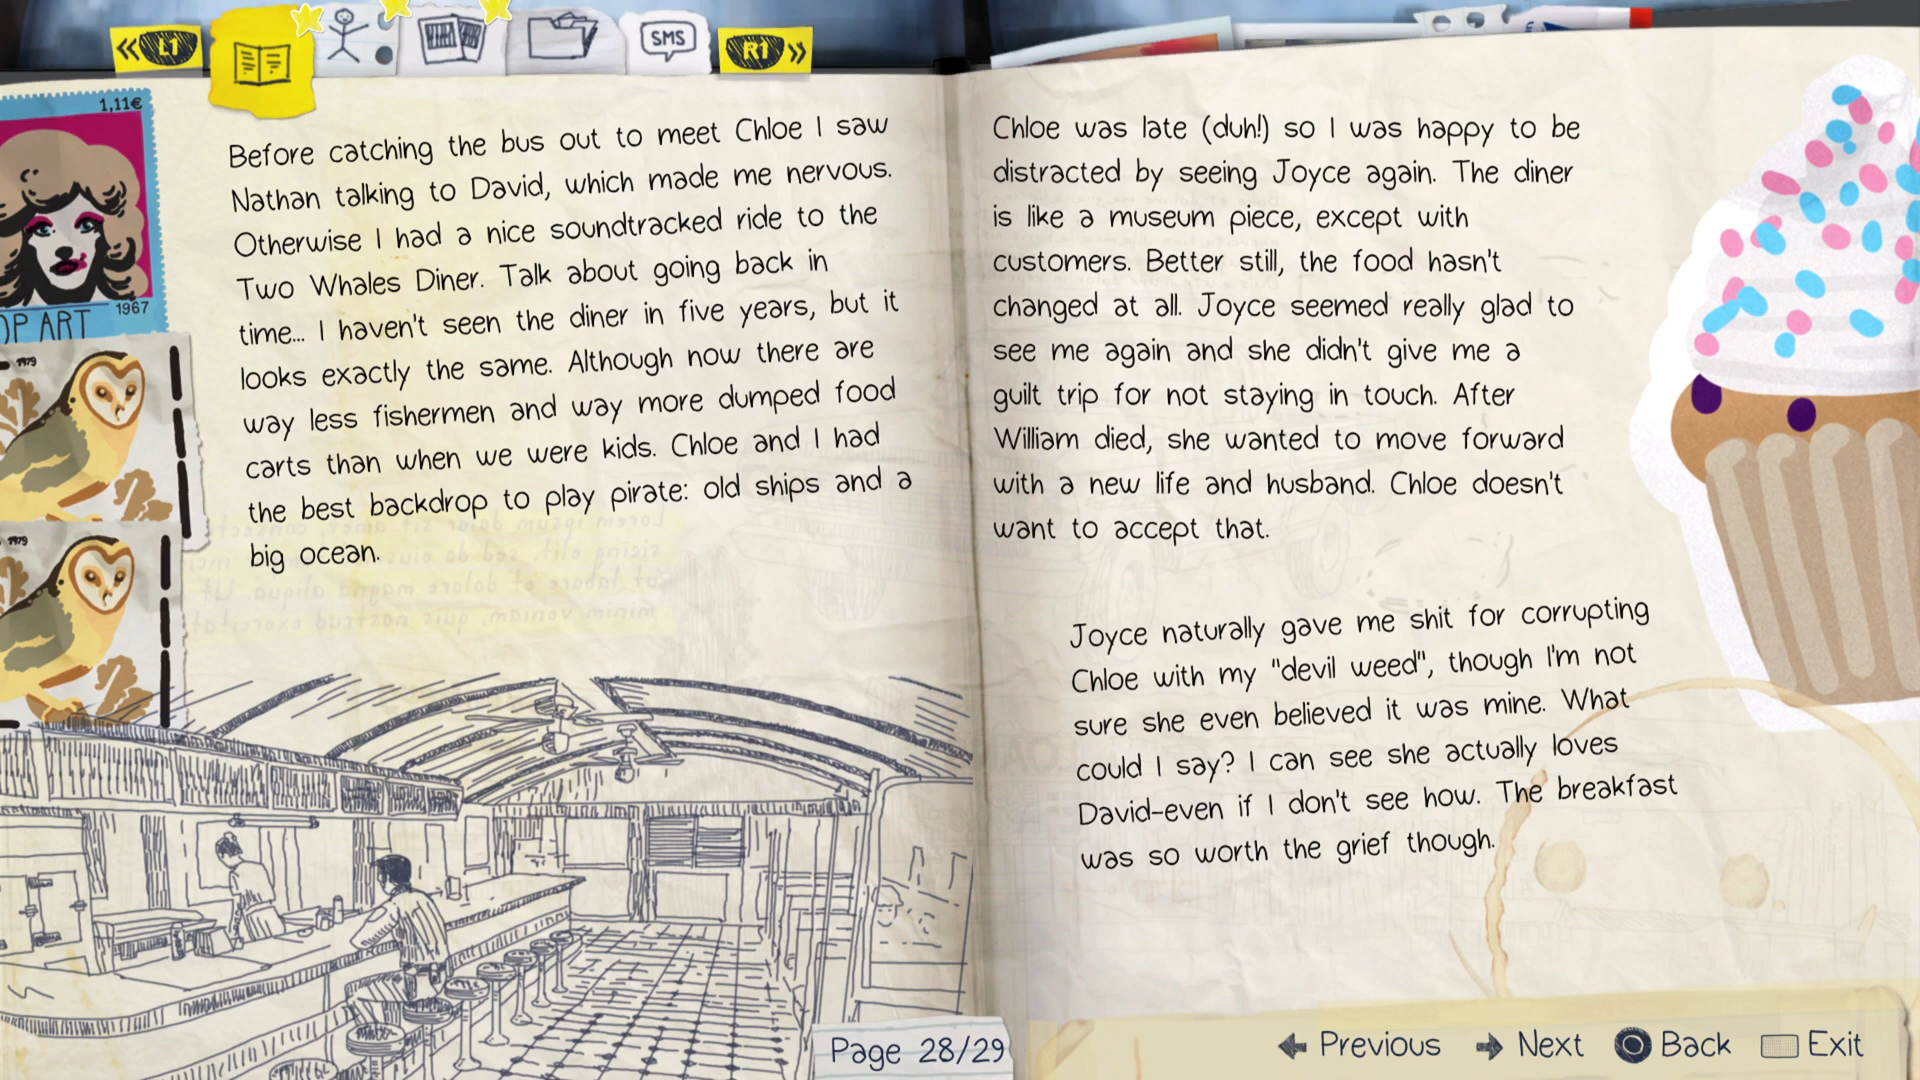 L1
SMS
R1
1,11€
1967
OP ART
1979
1979
Before catching the bus out to meet Chloe I saw
Nathan talking to David, which made me nervous.
Otherwise I had a nice soundtracked ride to the
Two Whales Diner. Talk about going back in
time... I haven't seen the diner in five years, but it
looks exactly the same. Although now there are
way less fishermen and way more dumped food
carts than when we were kids. Chloe and I had
the best backdrop to play pirate: old ships and a
big ocean.
Chloe was late (duh!) so I was happy to be
distracted by seeing Joyce again. The diner
is like a museum piece, except with
customers. Better still, the food hasn't
changed at all. Joyce seemed really glad to
see me again and she didn't give me a
guilt trip for not staying in touch. After
William died, she wanted to move forward
with a new life and husband. Chloe doesn't
want to accept that.
Joyce naturally gave me shit for corrupting
Chloe with my "devil weed", though I'm not
sure she even believed it was mine. What
could I say? I can see she actually loves
David-even if I don't see how. The breakfast
was so worth the grief though.
Page 28/29
Previous
Next
Back
Exit